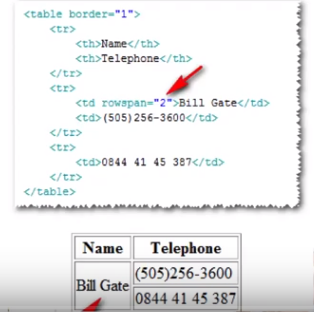 <table border="1">
<tr>
<th>Name</th>
<th>Telephone</th>
</tr>
<tr>
<td rowspan="2">Bill Gate</td>
<td>(505)256-3600</td>
</tr>
<tr>
<td>0844 41 45 387</td>
</tr>
</table>
Name Telephone
Bill Gate (505)256-3600
0844 41 45 387